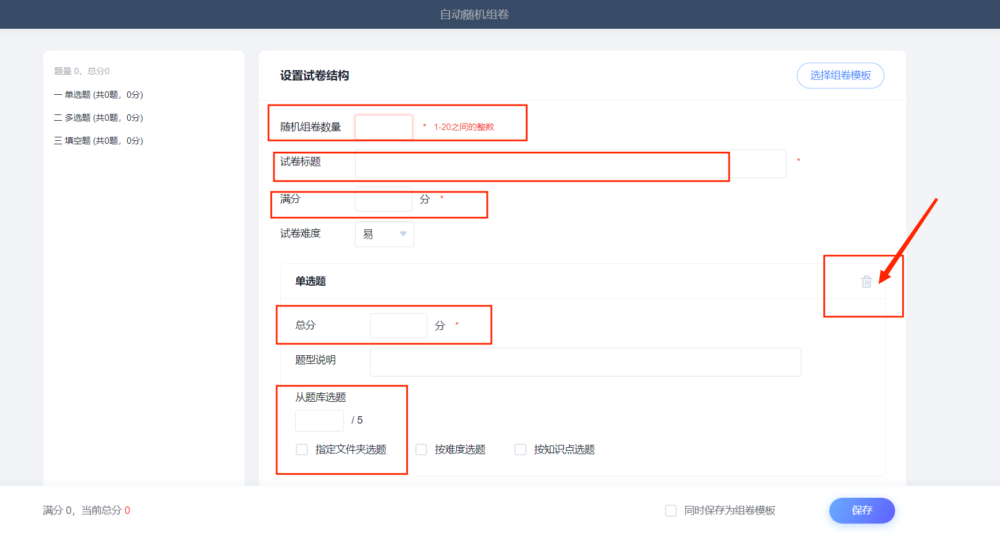 自动随机组卷
题量 0，总分0
一 单选题 (共0题，0分)
二 多选题 (共0题，0分)
三 填空题 (共0题，0分)
设置试卷结构
选择组卷模板
随机组卷数量 * 1-20之间的整数
试卷标题 *
满分 分 *
试卷难度 易
单选题
总分 分 *
题型说明
从题库选题
/ 5
指定文件夹选题 按难度选题 按知识点选题
满分 0，当前总分 0
同时保存为组卷模板
保存